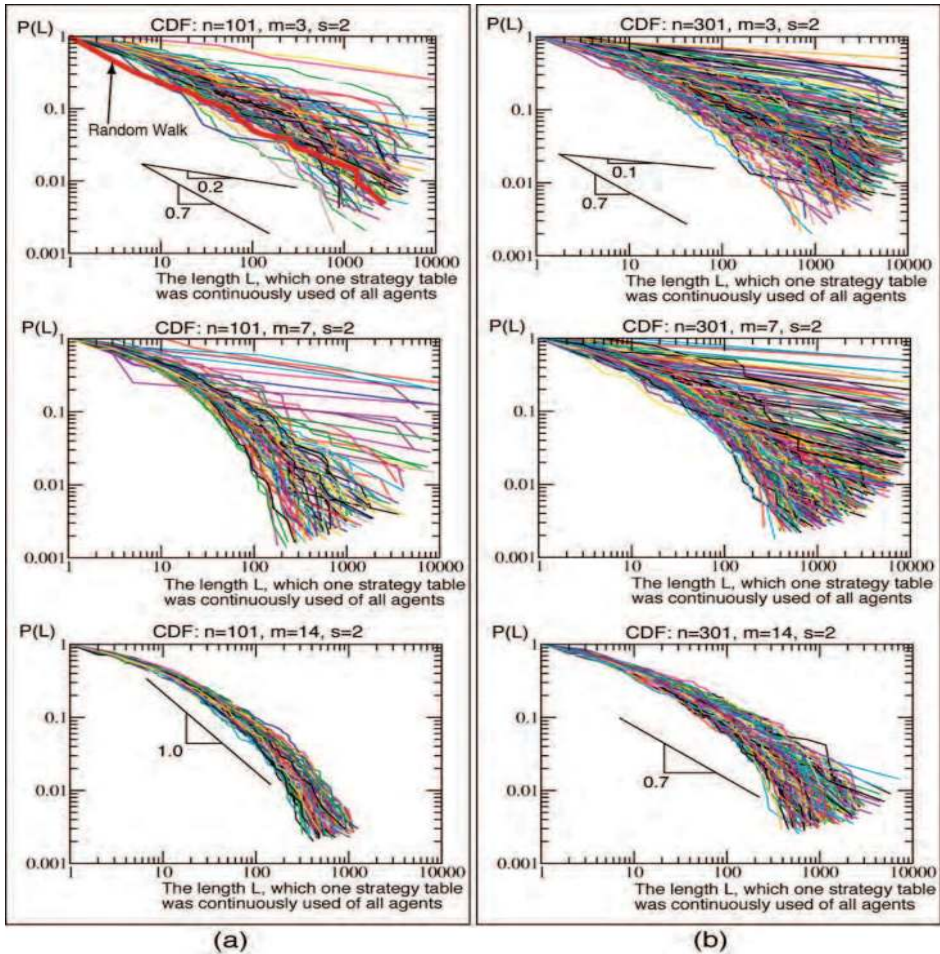 CDF: n=101, m=3, s=2
P(L)
1
0.1
0.01
0.001
Random Walk
0.2
0.7
1 10 100 1000 10000
The length L, which one strategy table
was continuously used of all agents
CDF: n=101, m=7, s=2
P(L)
1
0.1
0.01
0.001
1 10 100 1000 10000
The length L, which one strategy table
was continuously used of all agents
CDF: n=101, m=14, s=2
P(L)
1
0.1
0.01
0.001
1.0
1 10 100 1000 10000
The length L, which one strategy table
was continuously used of all agents
(a)
CDF: n=301, m=3, s=2
P(L)
1
0.1
0.01
0.001
0.1
0.7
1 10 100 1000 10000
The length L, which one strategy table
was continuously used of all agents
CDF: n=301, m=7, s=2
P(L)
1
0.1
0.01
0.001
1 10 100 1000 10000
The length L, which one strategy table
was continuously used of all agents
CDF: n=301, m=14, s=2
P(L)
1
0.1
0.01
0.001
0.7
1 10 100 1000 10000
The length L, which one strategy table
was continuously used of all agents
(b)